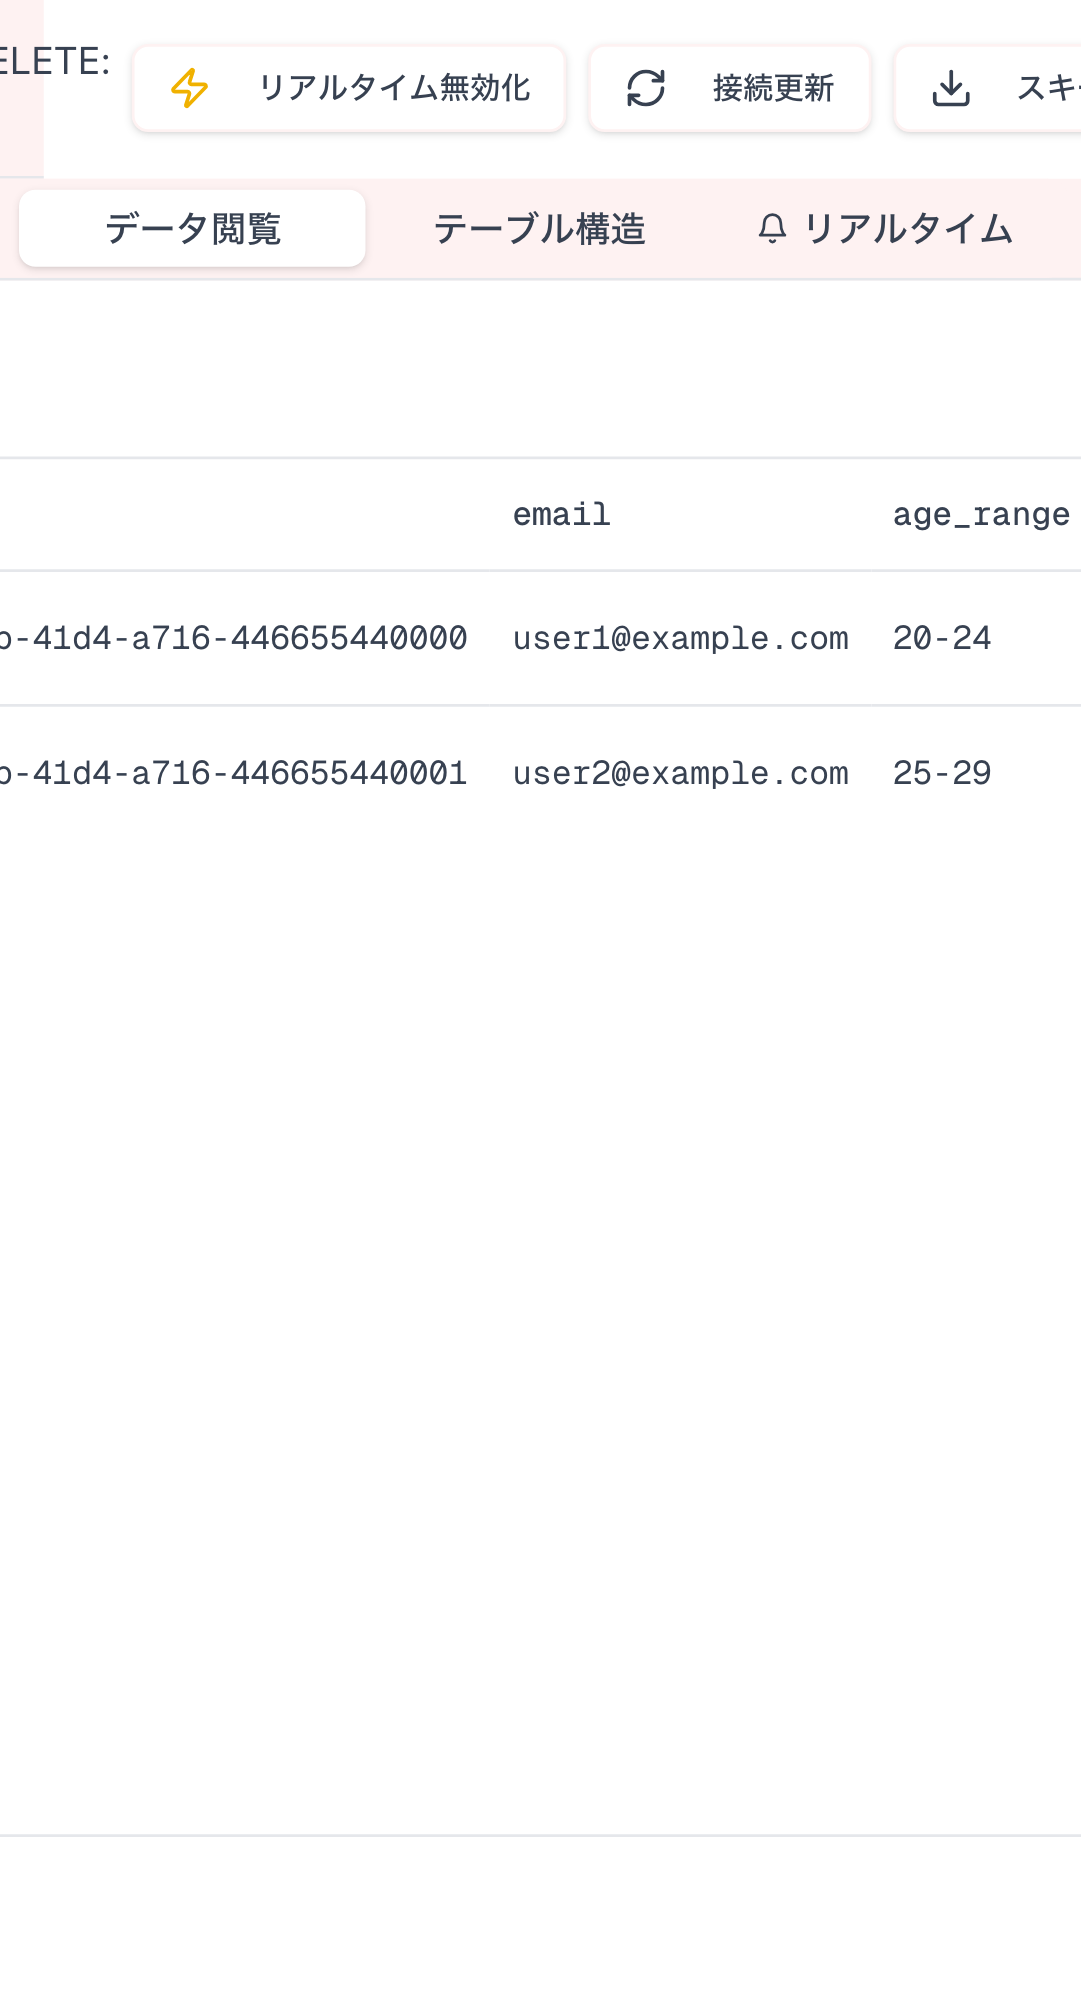 ELETE:
リアルタイム無効化 接続更新 スキ
データ閲覧 テーブル構造 リアルタイム
email age_range
-41d4-a716-446655440000 user1@example.com 20-24
-41d4-a716-446655440001 user2@example.com 25-29